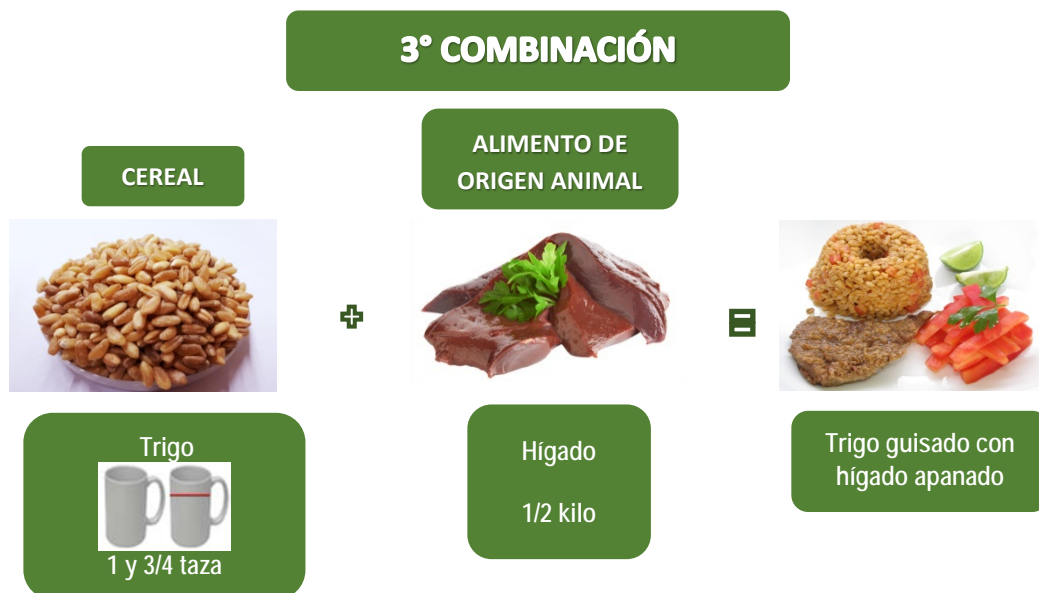 3° COMBINACIÓN
ALIMENTO DE
ORIGEN ANIMAL
CEREAL
Trigo
1 y 3/4 taza
Hígado
1/2 kilo
Trigo guisado con
hígado apanado